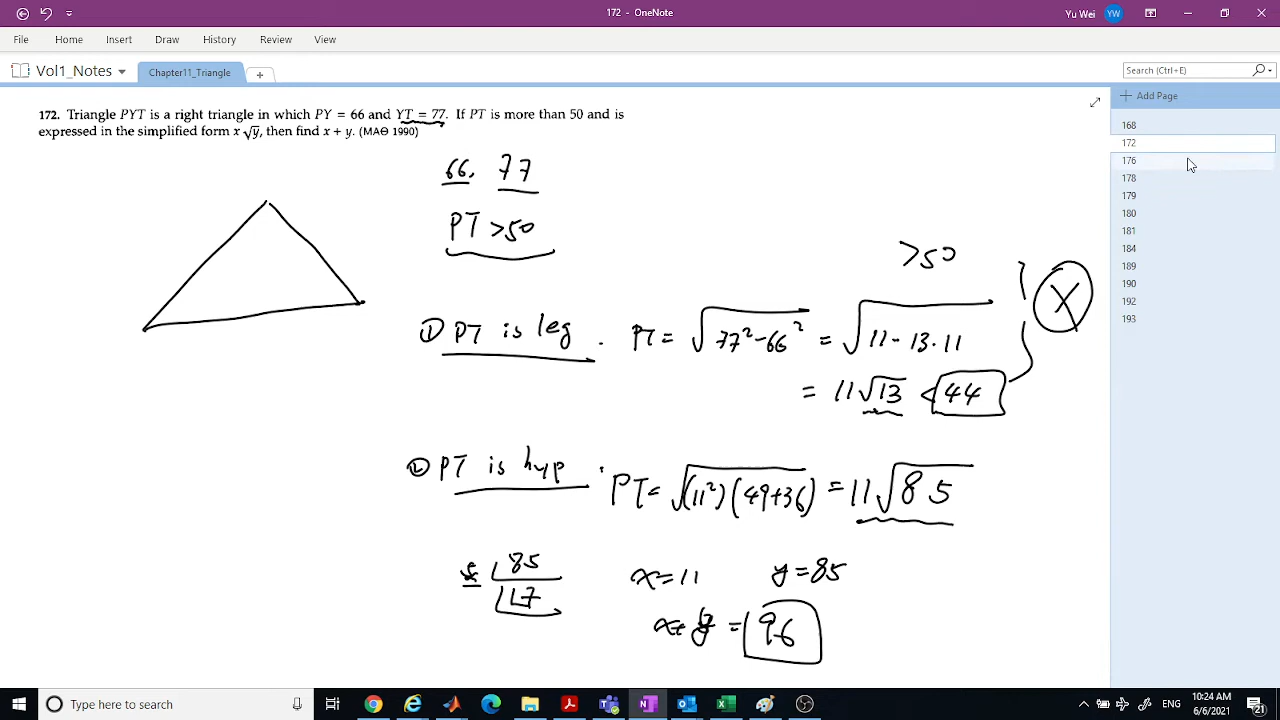 172 - OneNote
Yu Wei YW
File Home Insert Draw History Review View
Vol1_Notes Chapter11_Triangle
Search (Ctrl+E)
Add Page
168
172
176
178
179
180
181
184
189
190
192
193
172. Triangle PYT is a right triangle in which PY = 66 and YT = 77. If PT is more than 50 and is
expressed in the simplified form x √y, then find x + y. (MAΘ 1990)
66, 77
PT >50
>50
① PT is leg . PT = √77²-66² = √11-13·11
= 11√13 < 44
X
② PT is hyp . PT= √(11²)(49+36) = 11√85
85
17
x=11 y=85
x+y = 96
Type here to search
ENG
10:24 AM
6/6/2021
21